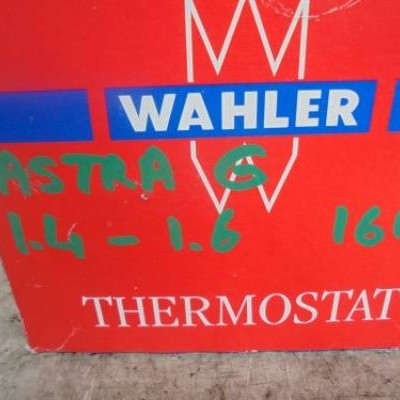 WAHLER
ASTRA G
1.4 - 1.6
THERMOSTAT